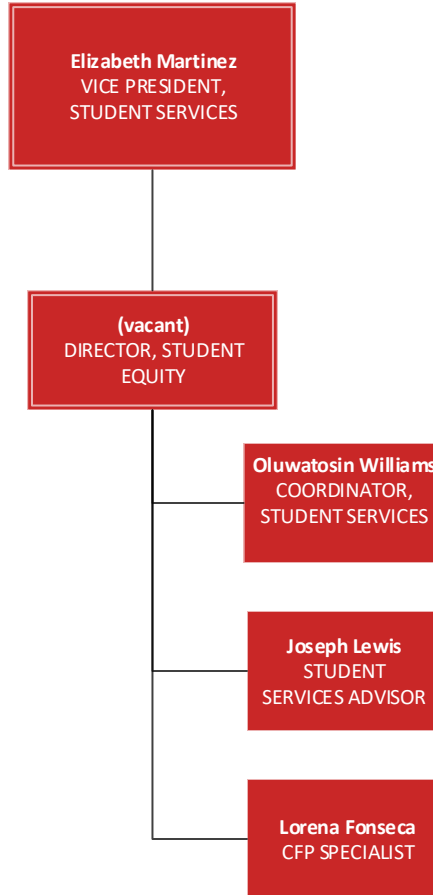 Elizabeth Martinez
VICE PRESIDENT,
STUDENT SERVICES
(vacant)
DIRECTOR, STUDENT
EQUITY
Oluwatosin Williams
COORDINATOR,
STUDENT SERVICES
Joseph Lewis
STUDENT
SERVICES ADVISOR
Lorena Fonseca
CFP SPECIALIST